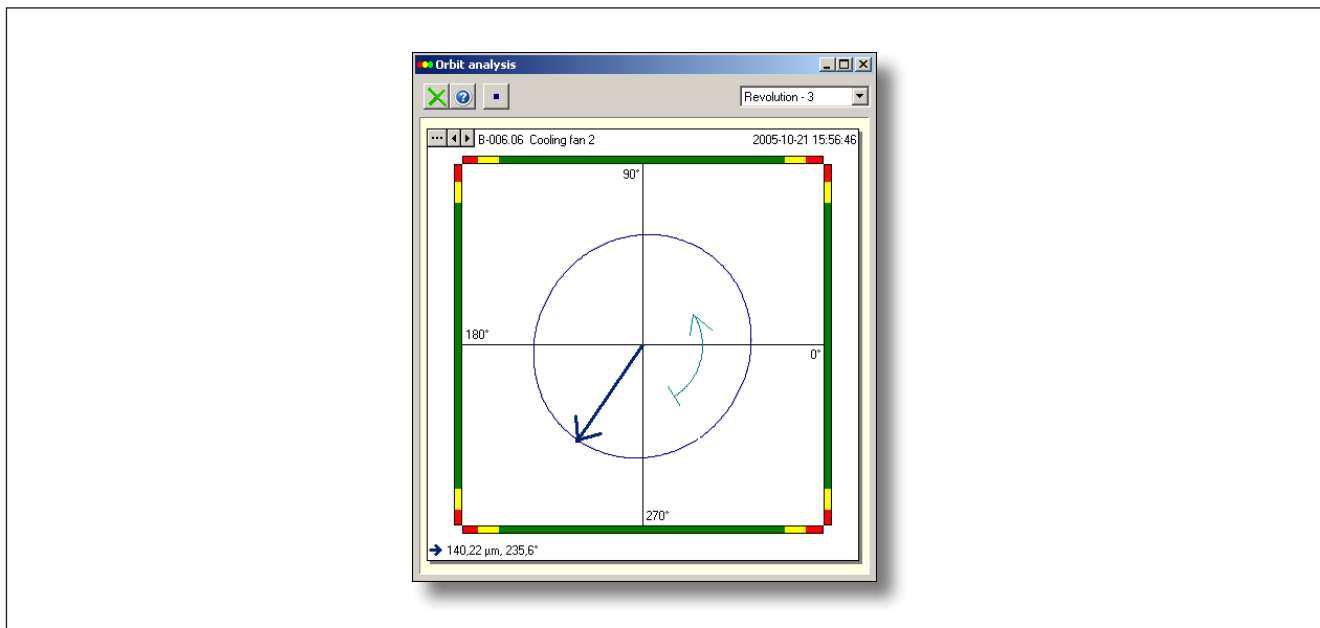 Orbit analysis
Revolution - 3
B-006.06 Cooling fan 2 2005-10-21 15:56:46
90°
180°
0°
270°
140,22 µm, 235,6°